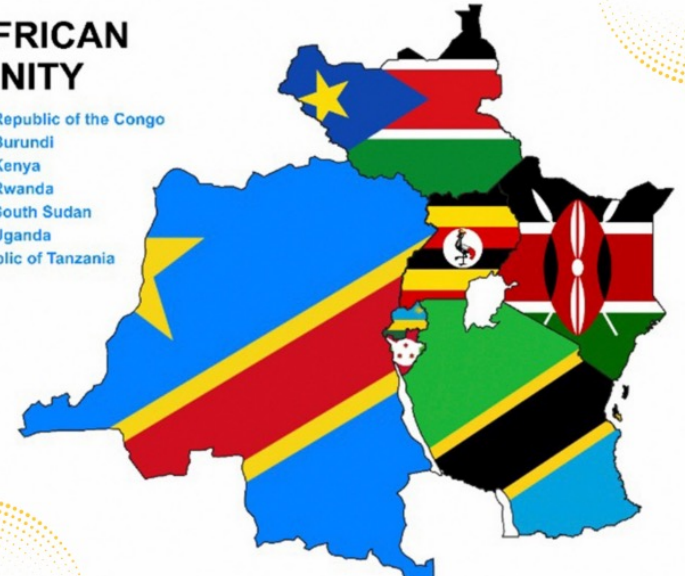 FRICAN
NITY
Republic of the Congo
Burundi
Kenya
Rwanda
South Sudan
Uganda
blic of Tanzania